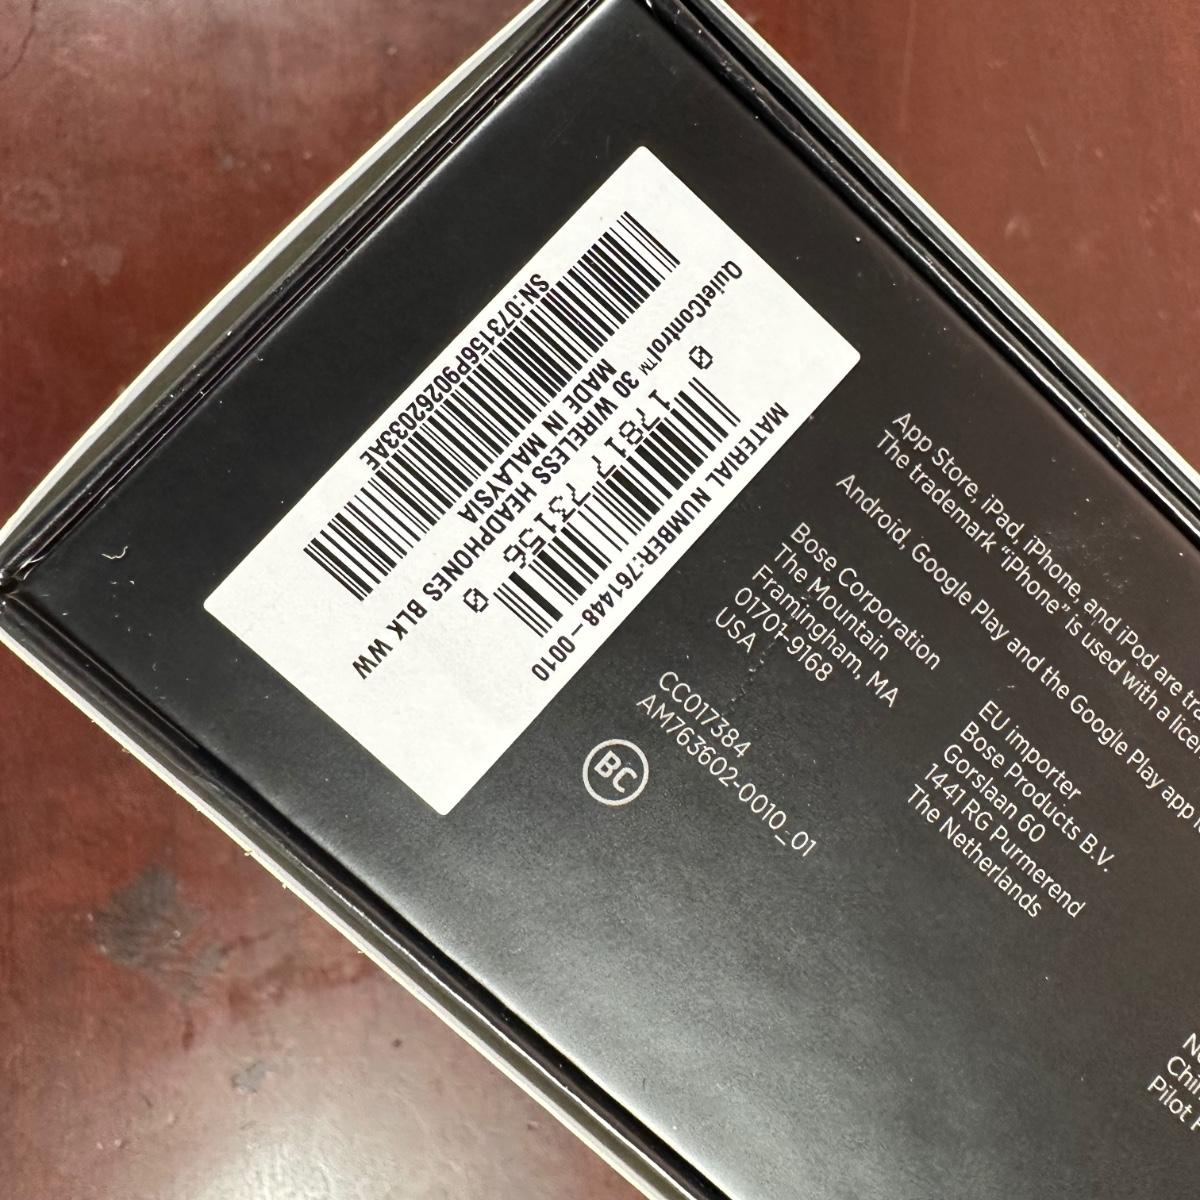 SN:073156P90262033AE
QuietControl™ 30 WIRELESS HEADPHONES BLK WW
MADE IN MALAYSIA
0 17817 73156 0
MATERIAL NUMBER:761448-0010
App Store, iPad, iPhone, and iPod are
The trademark "iPhone" is used with a
Android, Google Play and the Google Play
Bose Corporation
The Mountain
Framingham, MA
01701-9168
USA
EU importer
Bose Products B.V.
Gorslaan 60
1441 RG Purmerend
The Netherlands
CC017384
AM763602-0010_01
BC
Pilot